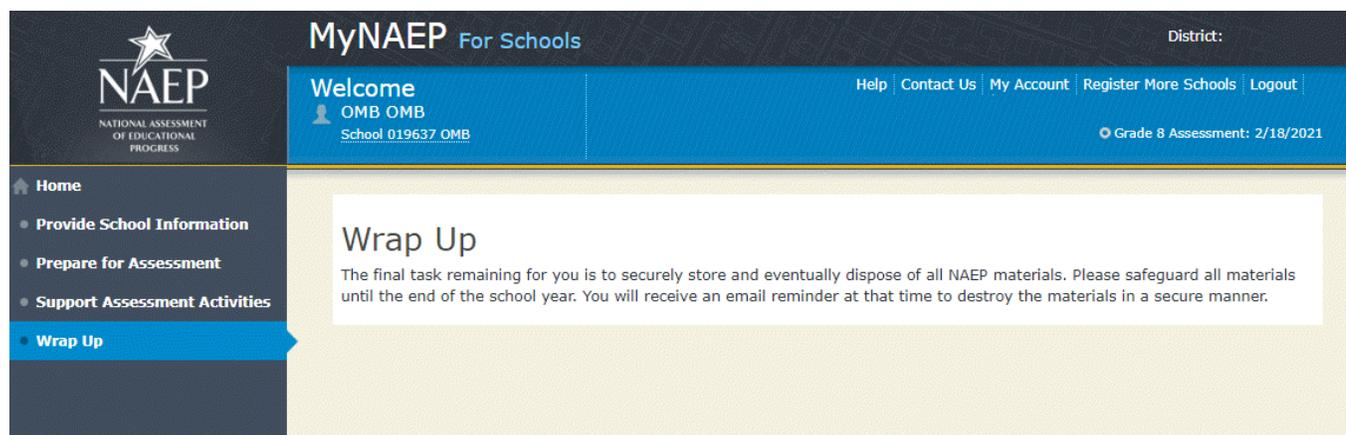 NAEP
NATIONAL ASSESSMENT
OF EDUCATIONAL
PROGRESS
MyNAEP For Schools
District:
Welcome
OMB OMB
School 019637 OMB
Help Contact Us My Account Register More Schools Logout
Grade 8 Assessment: 2/18/2021
Home
Provide School Information
Prepare for Assessment
Support Assessment Activities
Wrap Up
Wrap Up
The final task remaining for you is to securely store and eventually dispose of all NAEP materials. Please safeguard all materials
until the end of the school year. You will receive an email reminder at that time to destroy the materials in a secure manner.